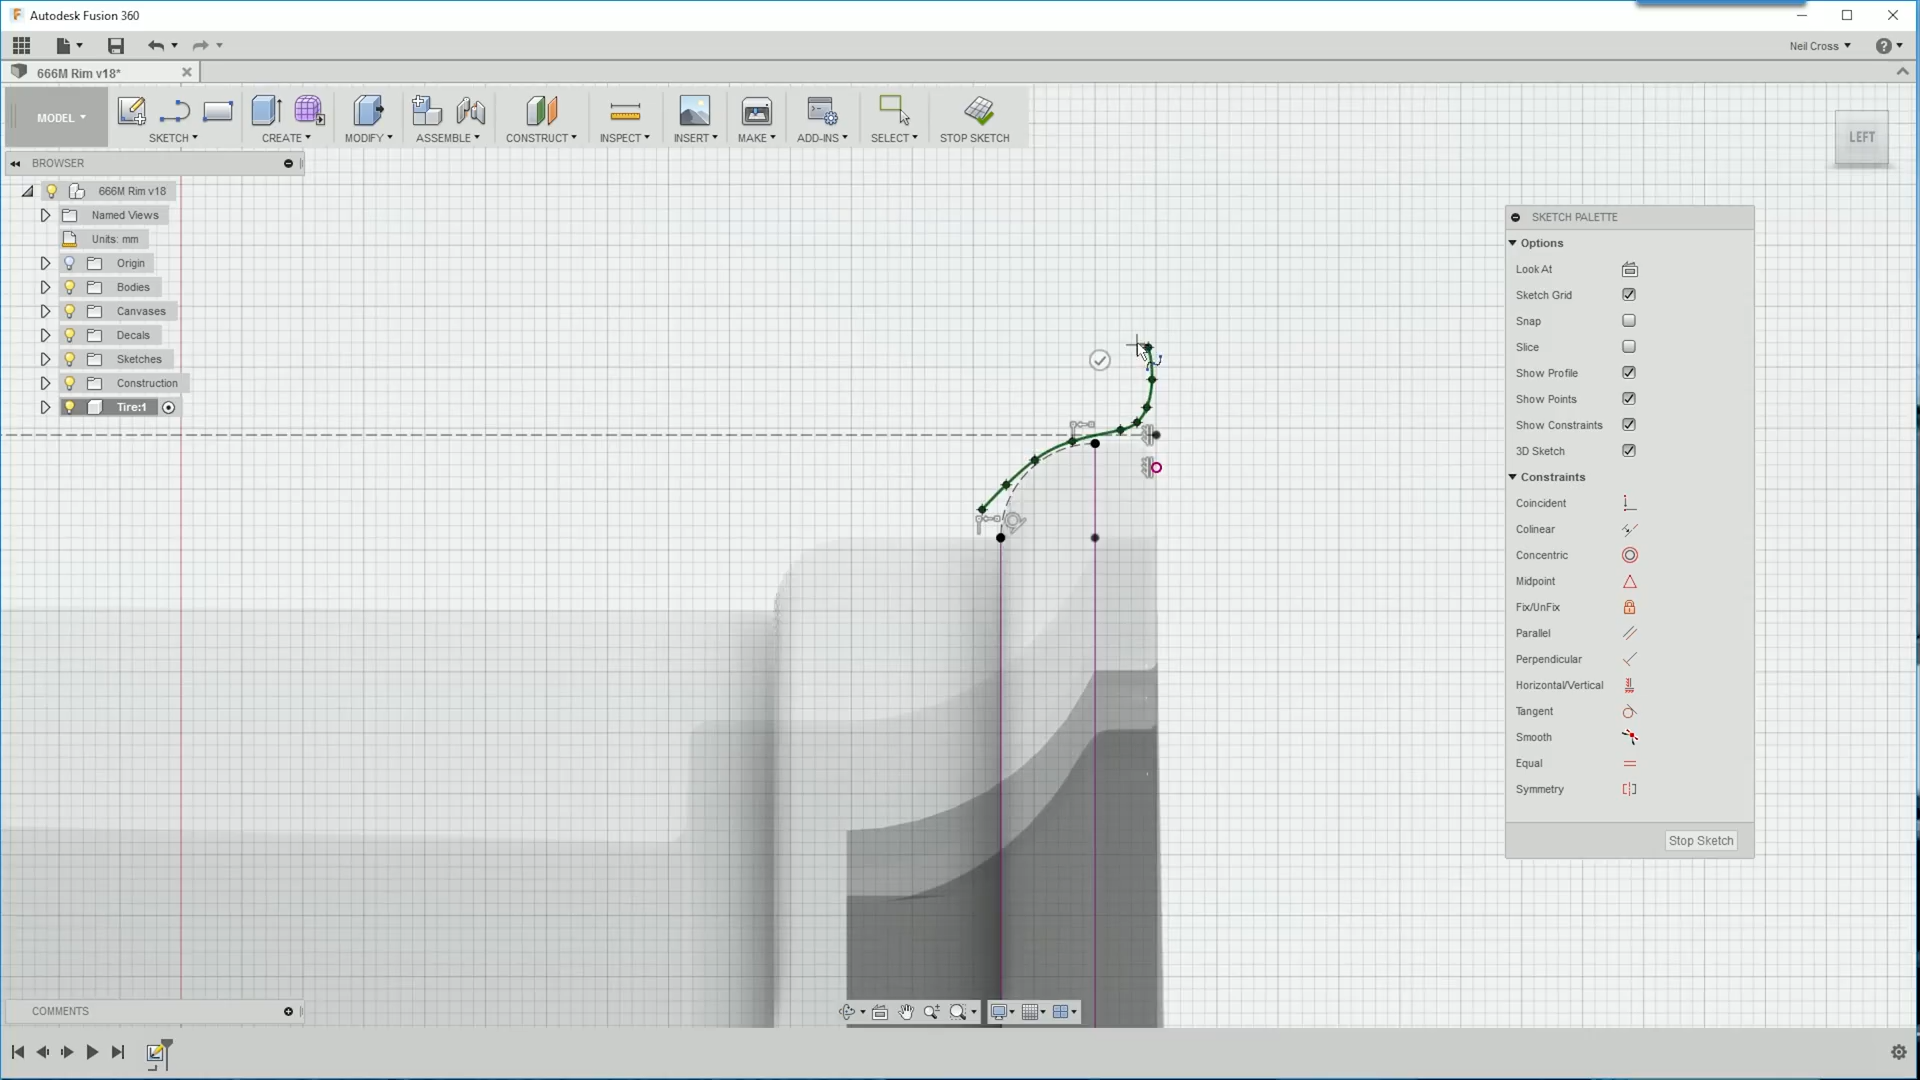 Autodesk Fusion 360
Neil Cross
666M Rim v18*
MODEL
SKETCH
CREATE
MODIFY
ASSEMBLE
CONSTRUCT
INSPECT
INSERT
MAKE
ADD-INS
SELECT
STOP SKETCH
LEFT
BROWSER
666M Rim v18
Named Views
Units: mm
Origin
Bodies
Canvases
Decals
Sketches
Construction
Tire:1
SKETCH PALETTE
Options
Look At
Sketch Grid
Snap
Slice
Show Profile
Show Points
Show Constraints
3D Sketch
Constraints
Coincident
Colinear
Concentric
Midpoint
Fix/UnFix
Parallel
Perpendicular
Horizontal/Vertical
Tangent
Smooth
Equal
Symmetry
Stop Sketch
COMMENTS